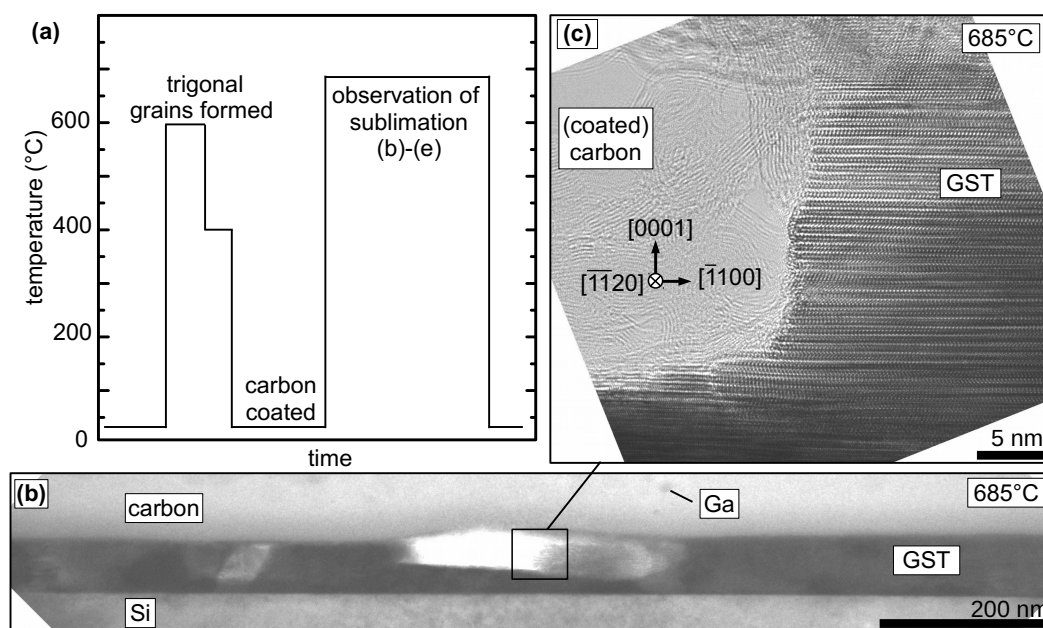 (a)
temperature (°C)
600
400
200
0
trigonal
grains formed
carbon
coated
observation of
sublimation
(b)-(e)
time
(c)
685°C
(coated)
carbon
GST
[0001]
[1̅1̅20]
[1̅100]
5 nm
(b)
685°C
carbon
Ga
GST
Si
200 nm